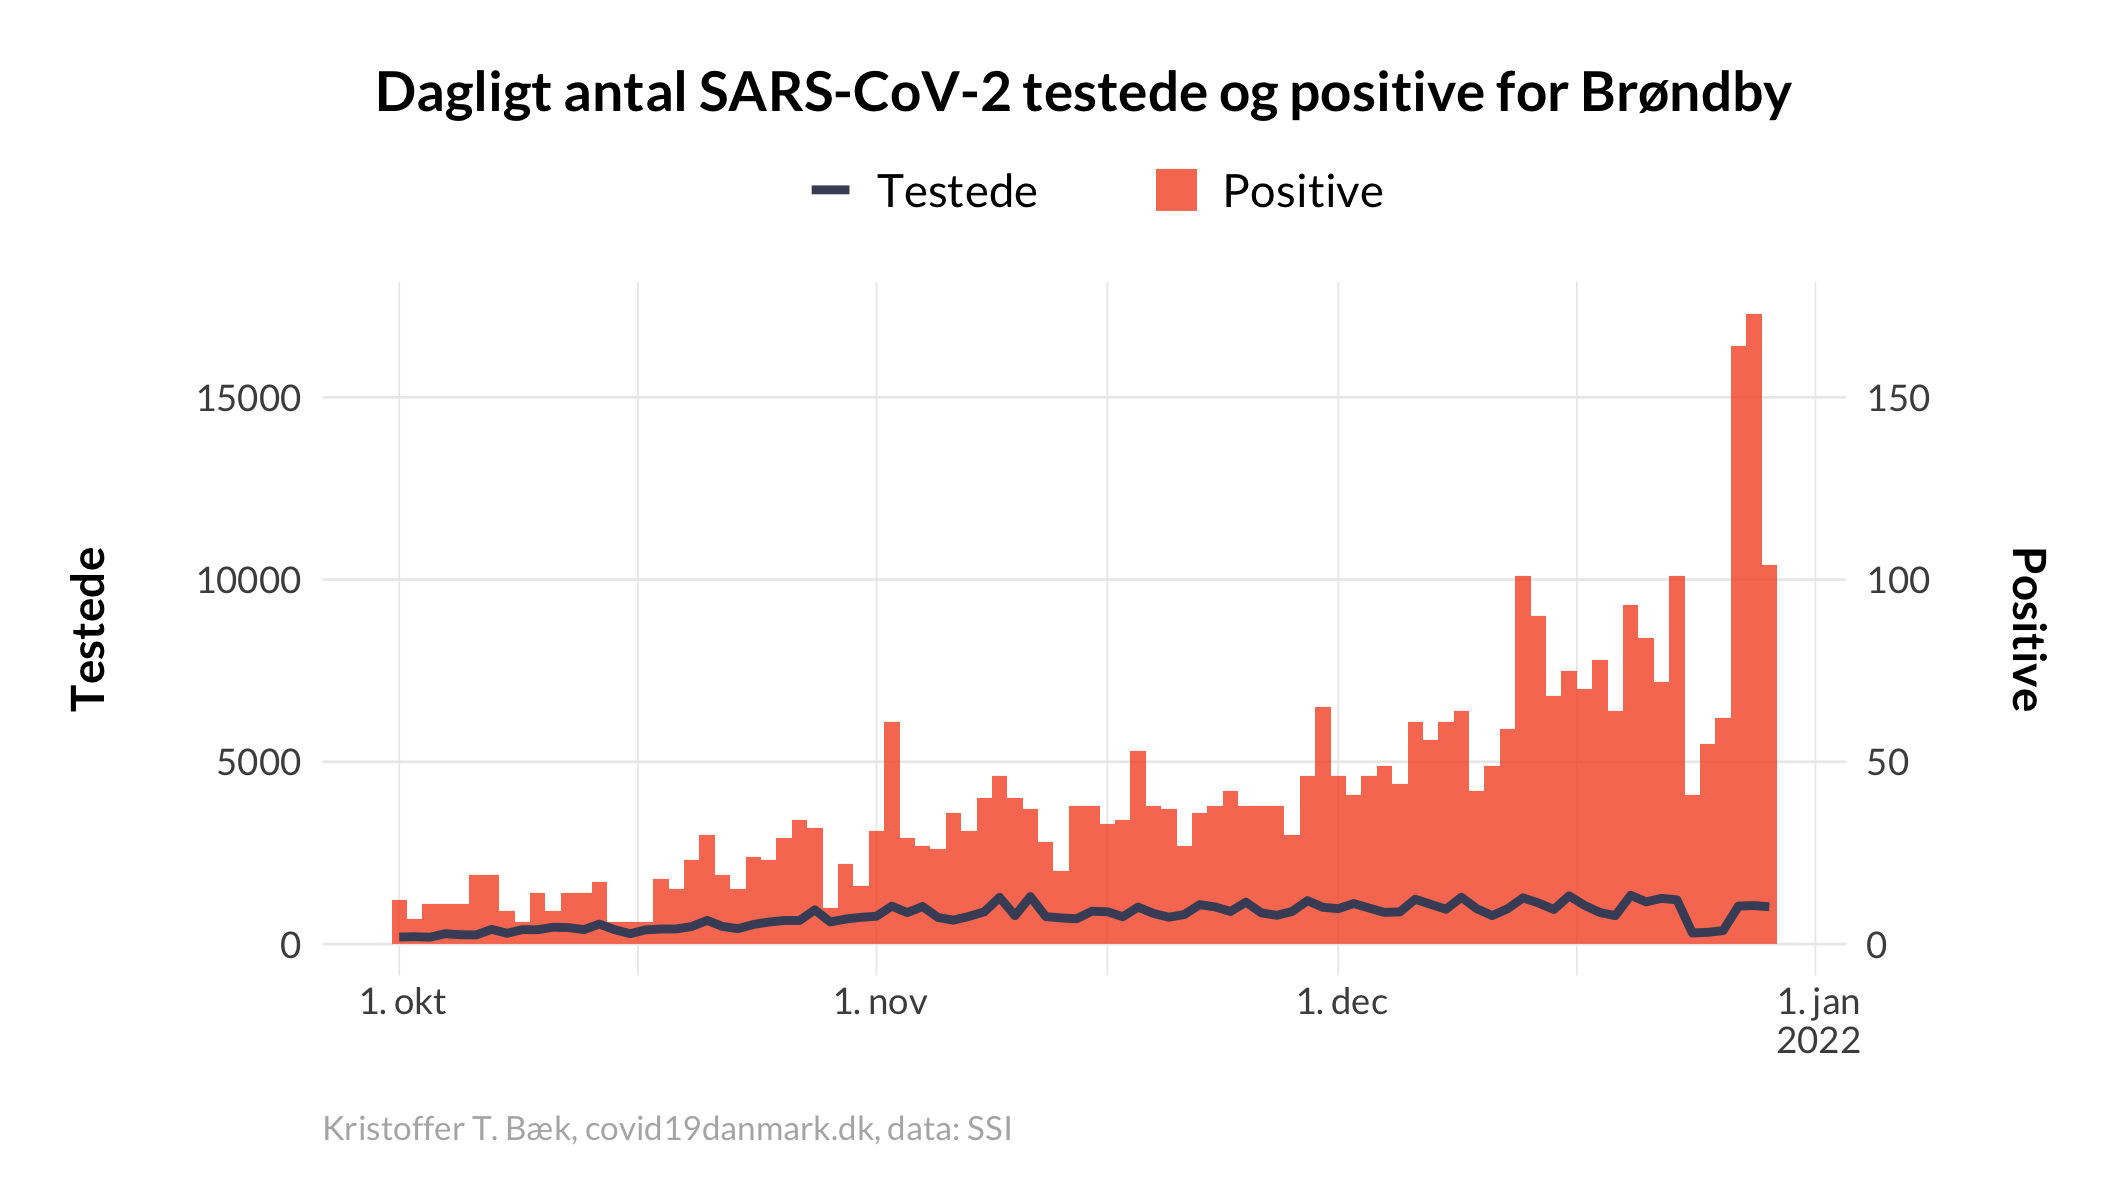 Dagligt antal SARS-CoV-2 testede og positive for Brøndby
Testede
Positive
15000
10000
5000
0
150
100
50
0
Testede
Positive
1. okt
1. nov
1. dec
1. jan
2022
Kristoffer T. Bæk, covid19danmark.dk, data: SSI